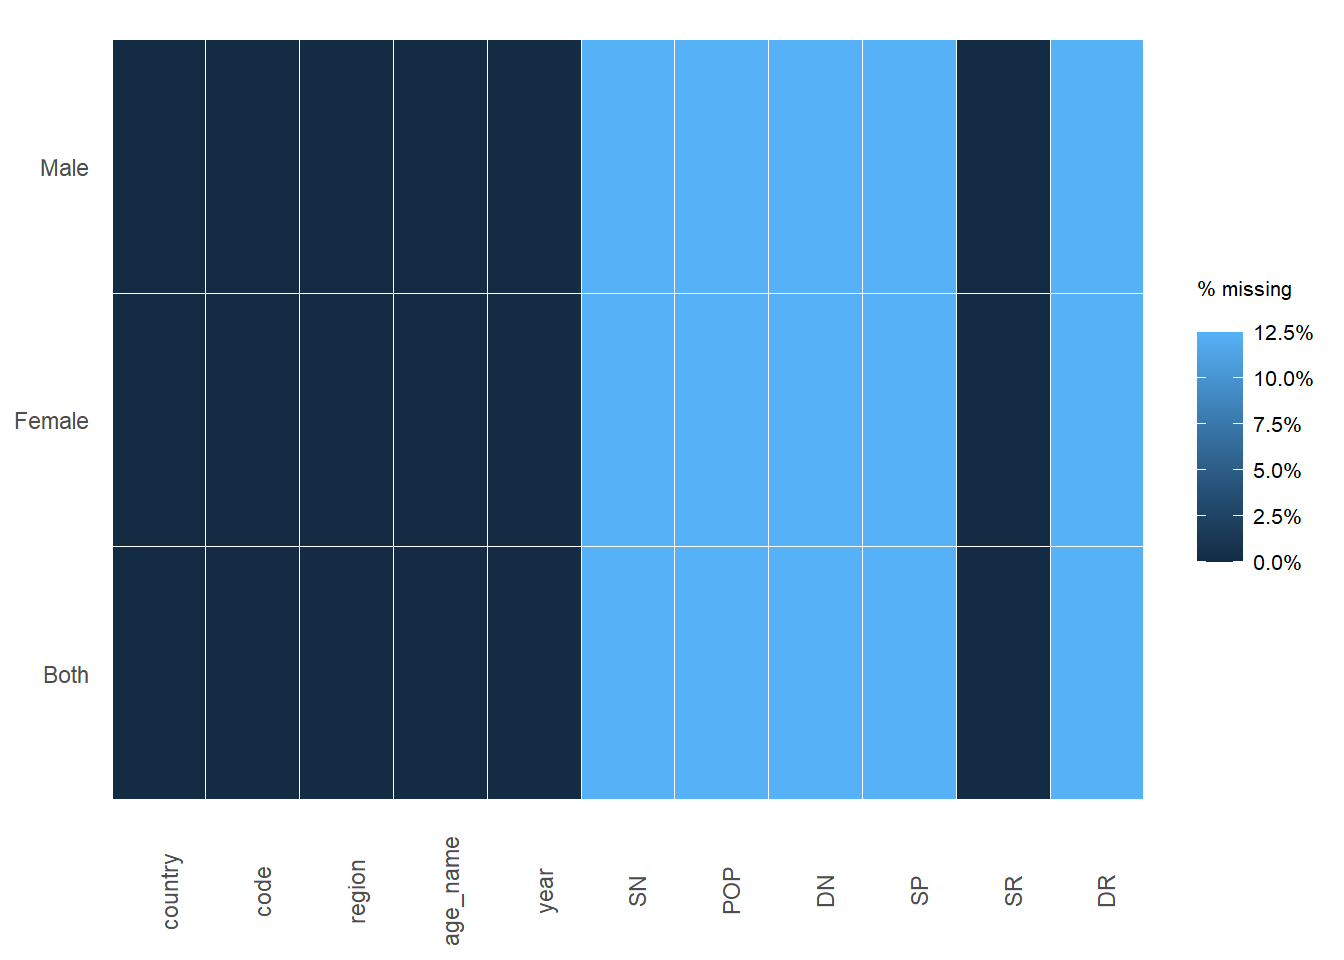 Male
Female
Both
country
code
region
age_name
year
SN
POP
DN
SP
SR
DR
% missing
12.5%
10.0%
7.5%
5.0%
2.5%
0.0%